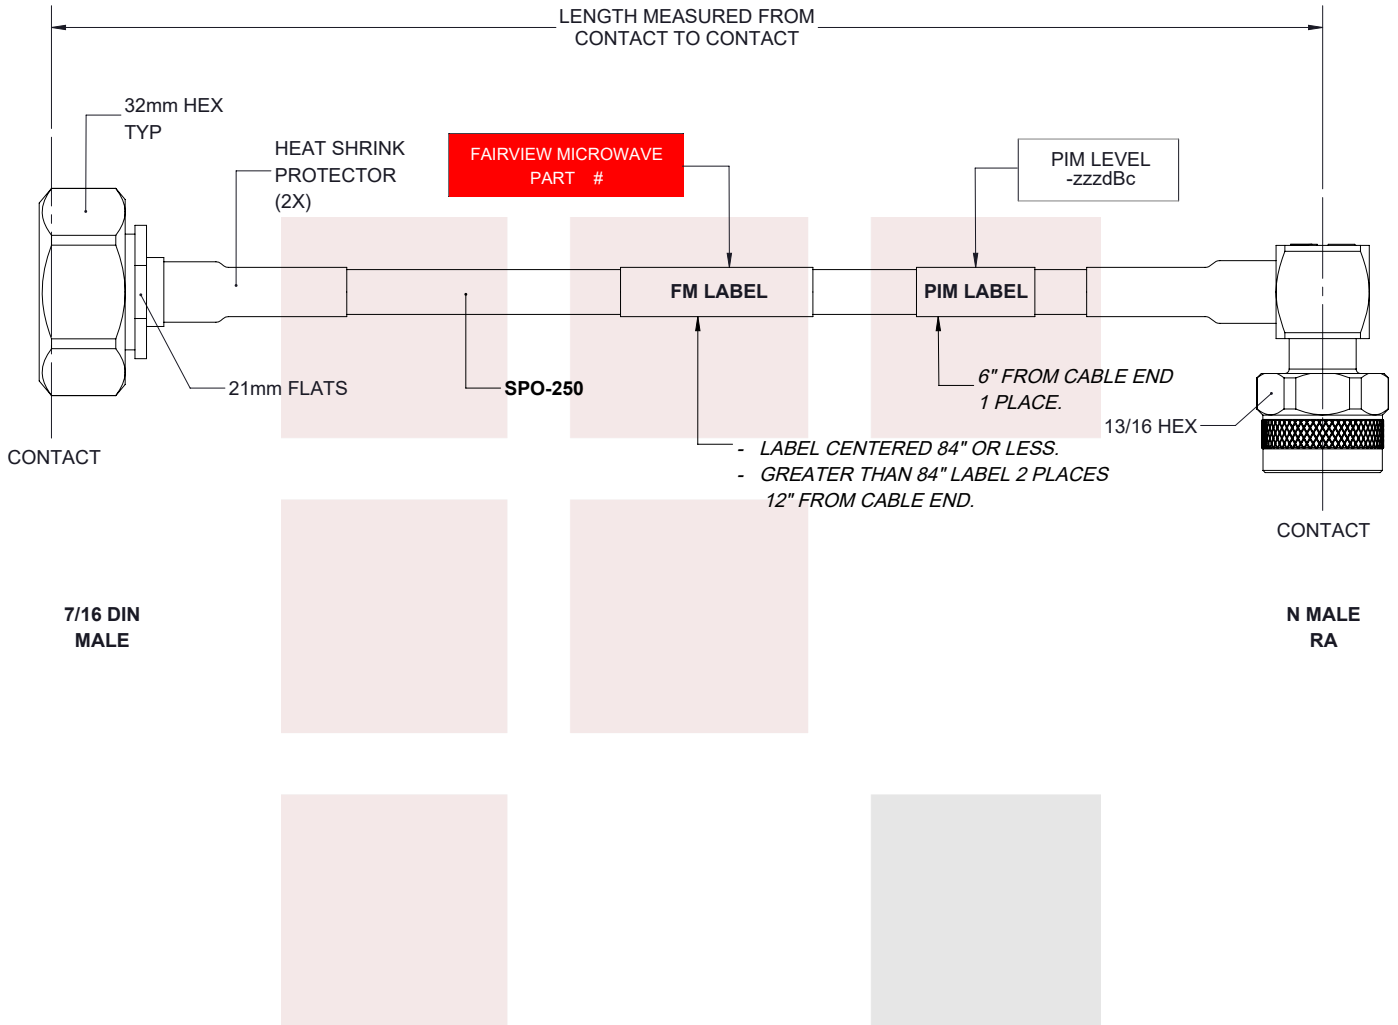 LENGTH MEASURED FROM
CONTACT TO CONTACT
32mm HEX
TYP
HEAT SHRINK
PROTECTOR
(2X)
FAIRVIEW MICROWAVE
PART #
PIM LEVEL
-zzzdBc
FM LABEL
PIM LABEL
21mm FLATS
SPO-250
6" FROM CABLE END
1 PLACE.
13/16 HEX
- LABEL CENTERED 84" OR LESS.
- GREATER THAN 84" LABEL 2 PLACES
12" FROM CABLE END.
CONTACT
CONTACT
7/16 DIN
MALE
N MALE
RA